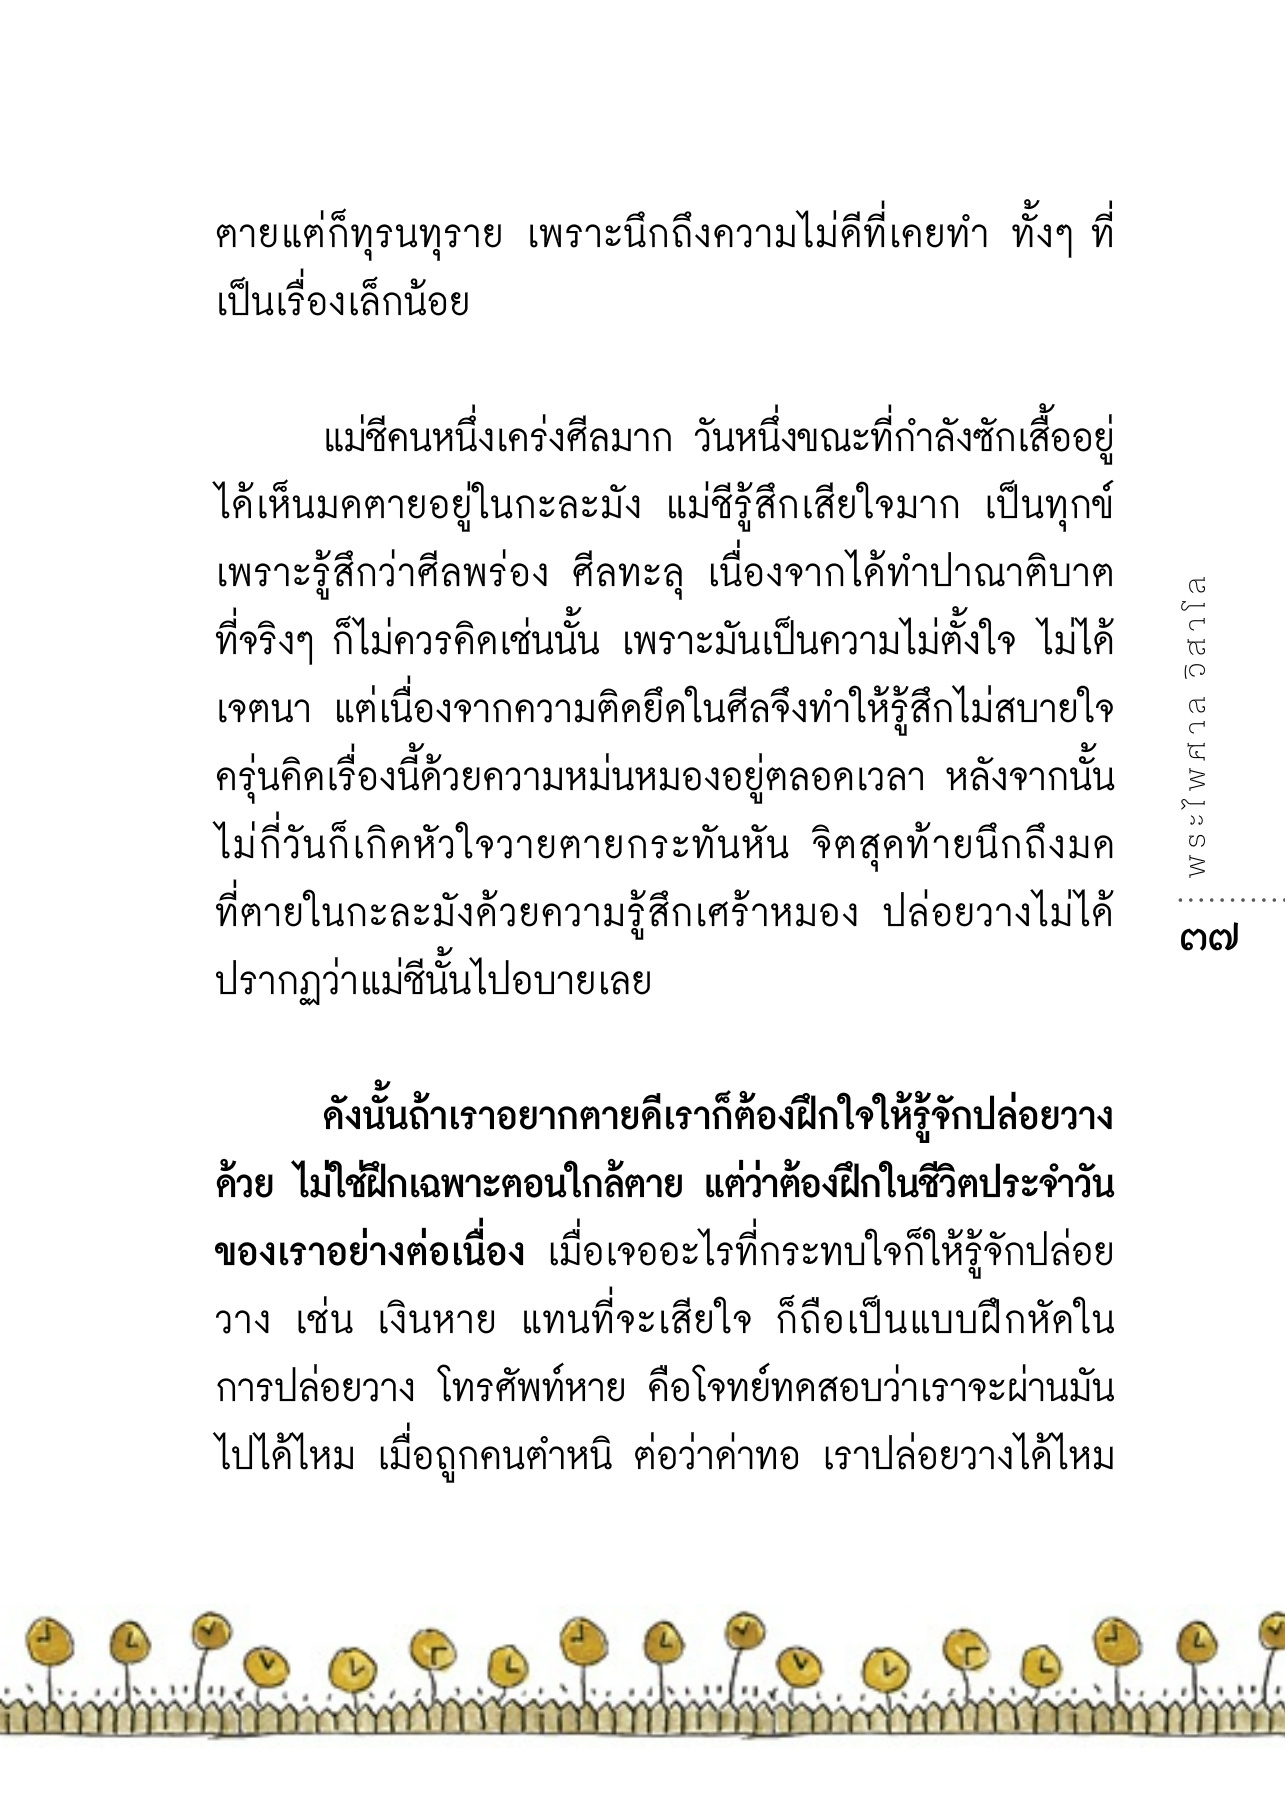 ตายแต่ก็ทุรนทุราย เพราะนึกถึงความไม่ดีที่เคยทำ ทั้งๆ ที่
เป็นเรื่องเล็กน้อย
แม่ชีคนหนึ่งเคร่งศีลมาก วันหนึ่งขณะที่กำลังซักเสื้ออยู่
ได้เห็นมดตายอยู่ในกะละมัง แม่ชีรู้สึกเสียใจมาก เป็นทุกข์
เพราะรู้สึกว่าศีลพร่อง ศีลทะลุ เนื่องจากได้ทำปาณาติบาต
ที่จริงๆ ก็ไม่ควรคิดเช่นนั้น เพราะมันเป็นความไม่ตั้งใจ ไม่ได้
เจตนา แต่เนื่องจากความติดยึดในศีลจึงทำให้รู้สึกไม่สบายใจ
ครุ่นคิดเรื่องนี้ด้วยความหม่นหมองอยู่ตลอดเวลา หลังจากนั้น
ไม่กี่วันก็เกิดหัวใจวายตายกระทันหัน จิตสุดท้ายนึกถึงมด
ที่ตายในกะละมังด้วยความรู้สึกเศร้าหมอง ปล่อยวางไม่ได้
ปรากฏว่าแม่ชีนั้นไปอบายเลย
ดังนั้นถ้าเราอยากตายดีเราก็ต้องฝึกใจให้รู้จักปล่อยวาง
ด้วย ไม่ใช่ฝึกเฉพาะตอนใกล้ตาย แต่ว่าต้องฝึกในชีวิตประจำวัน
ของเราอย่างต่อเนื่อง เมื่อเจออะไรที่กระทบใจก็ให้รู้จักปล่อย
วาง เช่น เงินหาย แทนที่จะเสียใจ ก็ถือเป็นแบบฝึกหัดใน
การปล่อยวาง โทรศัพท์หาย คือโจทย์ทดสอบว่าเราจะผ่านมัน
ไปได้ไหม เมื่อถูกคนตำหนิ ต่อว่าด่าทอ เราปล่อยวางได้ไหม
พระไพศาล วิสาโล
๓๗